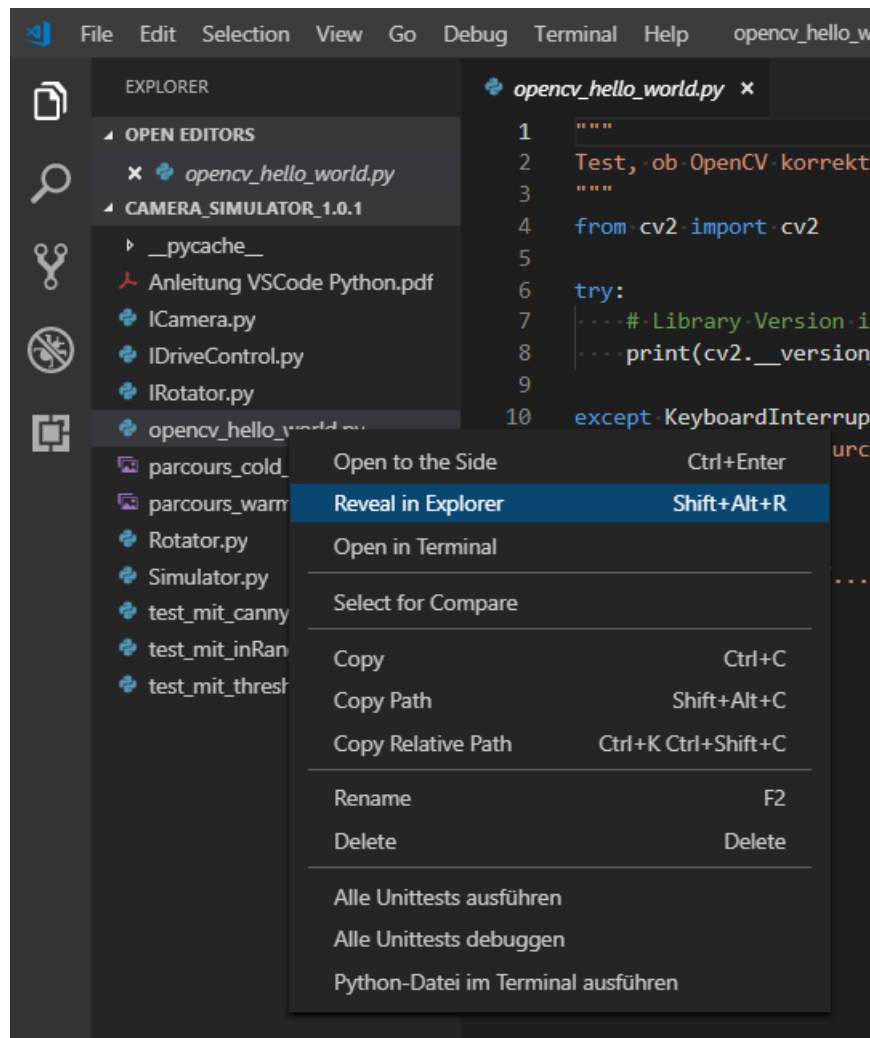 File Edit Selection View Go Debug Terminal Help opencv_hello_w
EXPLORER
OPEN EDITORS
opencv_hello_world.py
CAMERA_SIMULATOR_1.0.1
__pycache__
Anleitung VSCode Python.pdf
ICamera.py
IDriveControl.py
IRotator.py
opencv_hello_world.py
parcours_cold_
parcours_warm
Rotator.py
Simulator.py
test_mit_canny
test_mit_inRan
test_mit_thresh
opencv_hello_world.py
1 """
2 Test, ob OpenCV korrekt
3 """
4 from cv2 import cv2
5
6 try:
7 # Library Version i
8 print(cv2.__version_
9
10 except KeyboardInterrup
urc
...
Open to the Side Ctrl+Enter
Reveal in Explorer Shift+Alt+R
Open in Terminal
Select for Compare
Copy Ctrl+C
Copy Path Shift+Alt+C
Copy Relative Path Ctrl+K Ctrl+Shift+C
Rename F2
Delete Delete
Alle Unittests ausführen
Alle Unittests debuggen
Python-Datei im Terminal ausführen